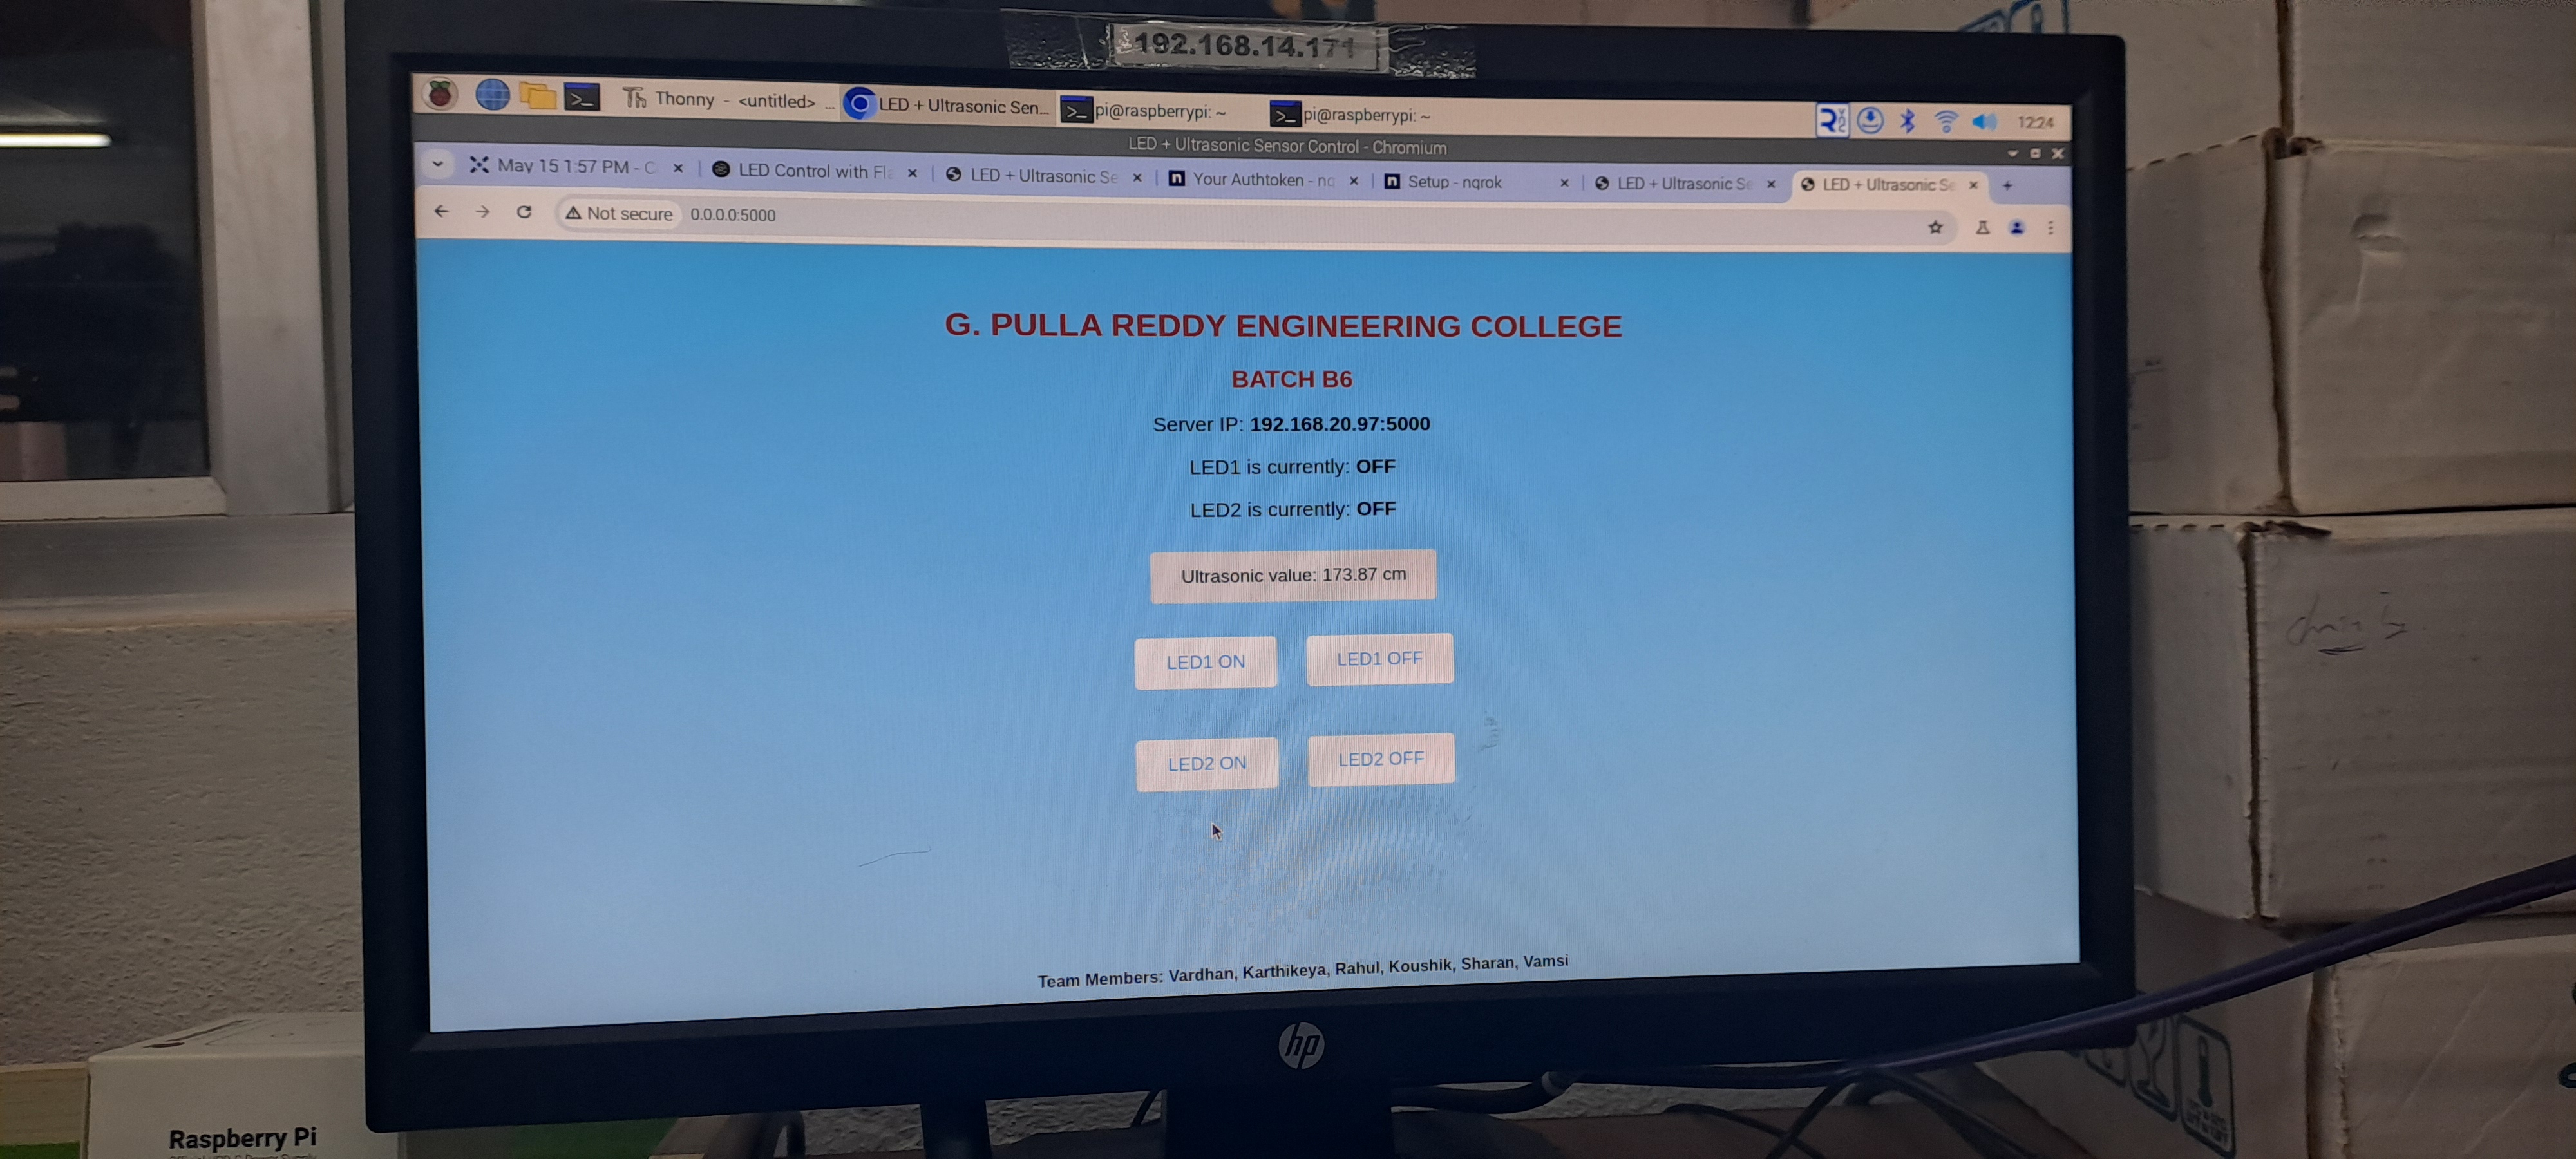 192.168.14.171
Thonny - <untitled> ...
LED + Ultrasonic Sen...
pi@raspberrypi: ~
pi@raspberrypi: ~
12:24
LED + Ultrasonic Sensor Control - Chromium
May 15 1:57 PM - C
LED Control with Fla
LED + Ultrasonic Se
Your Authtoken - ng
Setup - ngrok
LED + Ultrasonic Se
LED + Ultrasonic Se
Not secure
0.0.0.0:5000
G. PULLA REDDY ENGINEERING COLLEGE
BATCH B6
Server IP: 192.168.20.97:5000
LED1 is currently: OFF
LED2 is currently: OFF
Ultrasonic value: 173.87 cm
LED1 ON
LED1 OFF
LED2 ON
LED2 OFF
Team Members: Vardhan, Karthikeya, Rahul, Koushik, Sharan, Vamsi
hp
Raspberry Pi